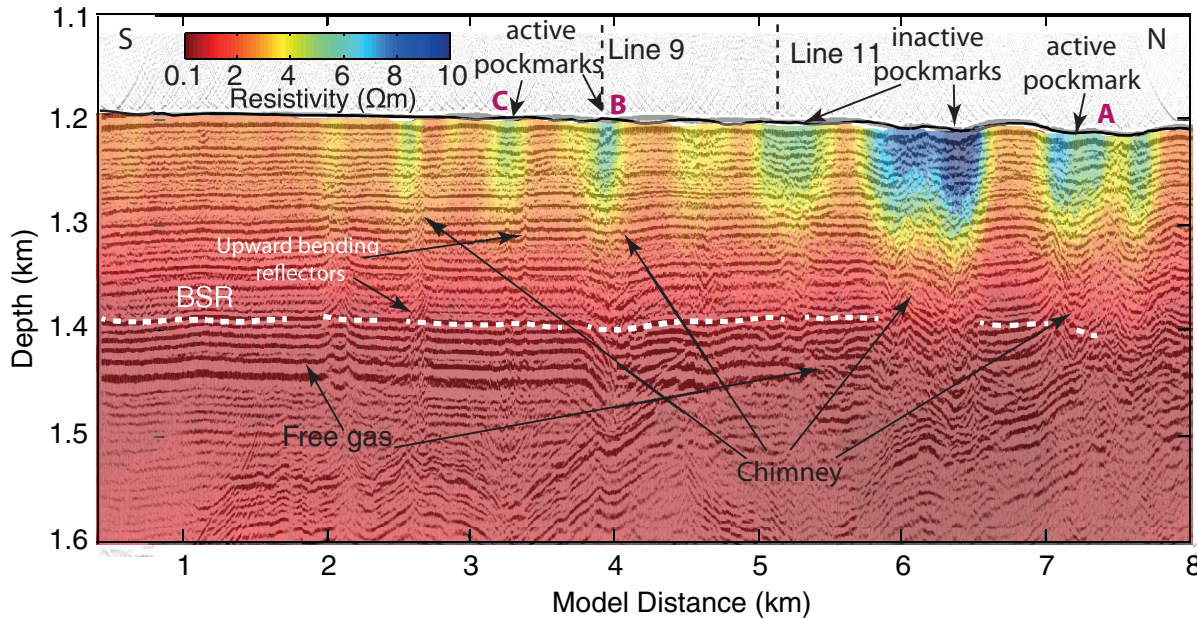 S
N
0.1 2 4 6 8 10
Resistivity (Ωm)
active
pockmarks
Line 9
Line 11
inactive
pockmarks
active
pockmark
C
B
A
Upward bending
reflectors
BSR
Free gas
Chimney
1.1
1.2
1.3
1.4
1.5
1.6
Depth (km)
1 2 3 4 5 6 7 8
Model Distance (km)